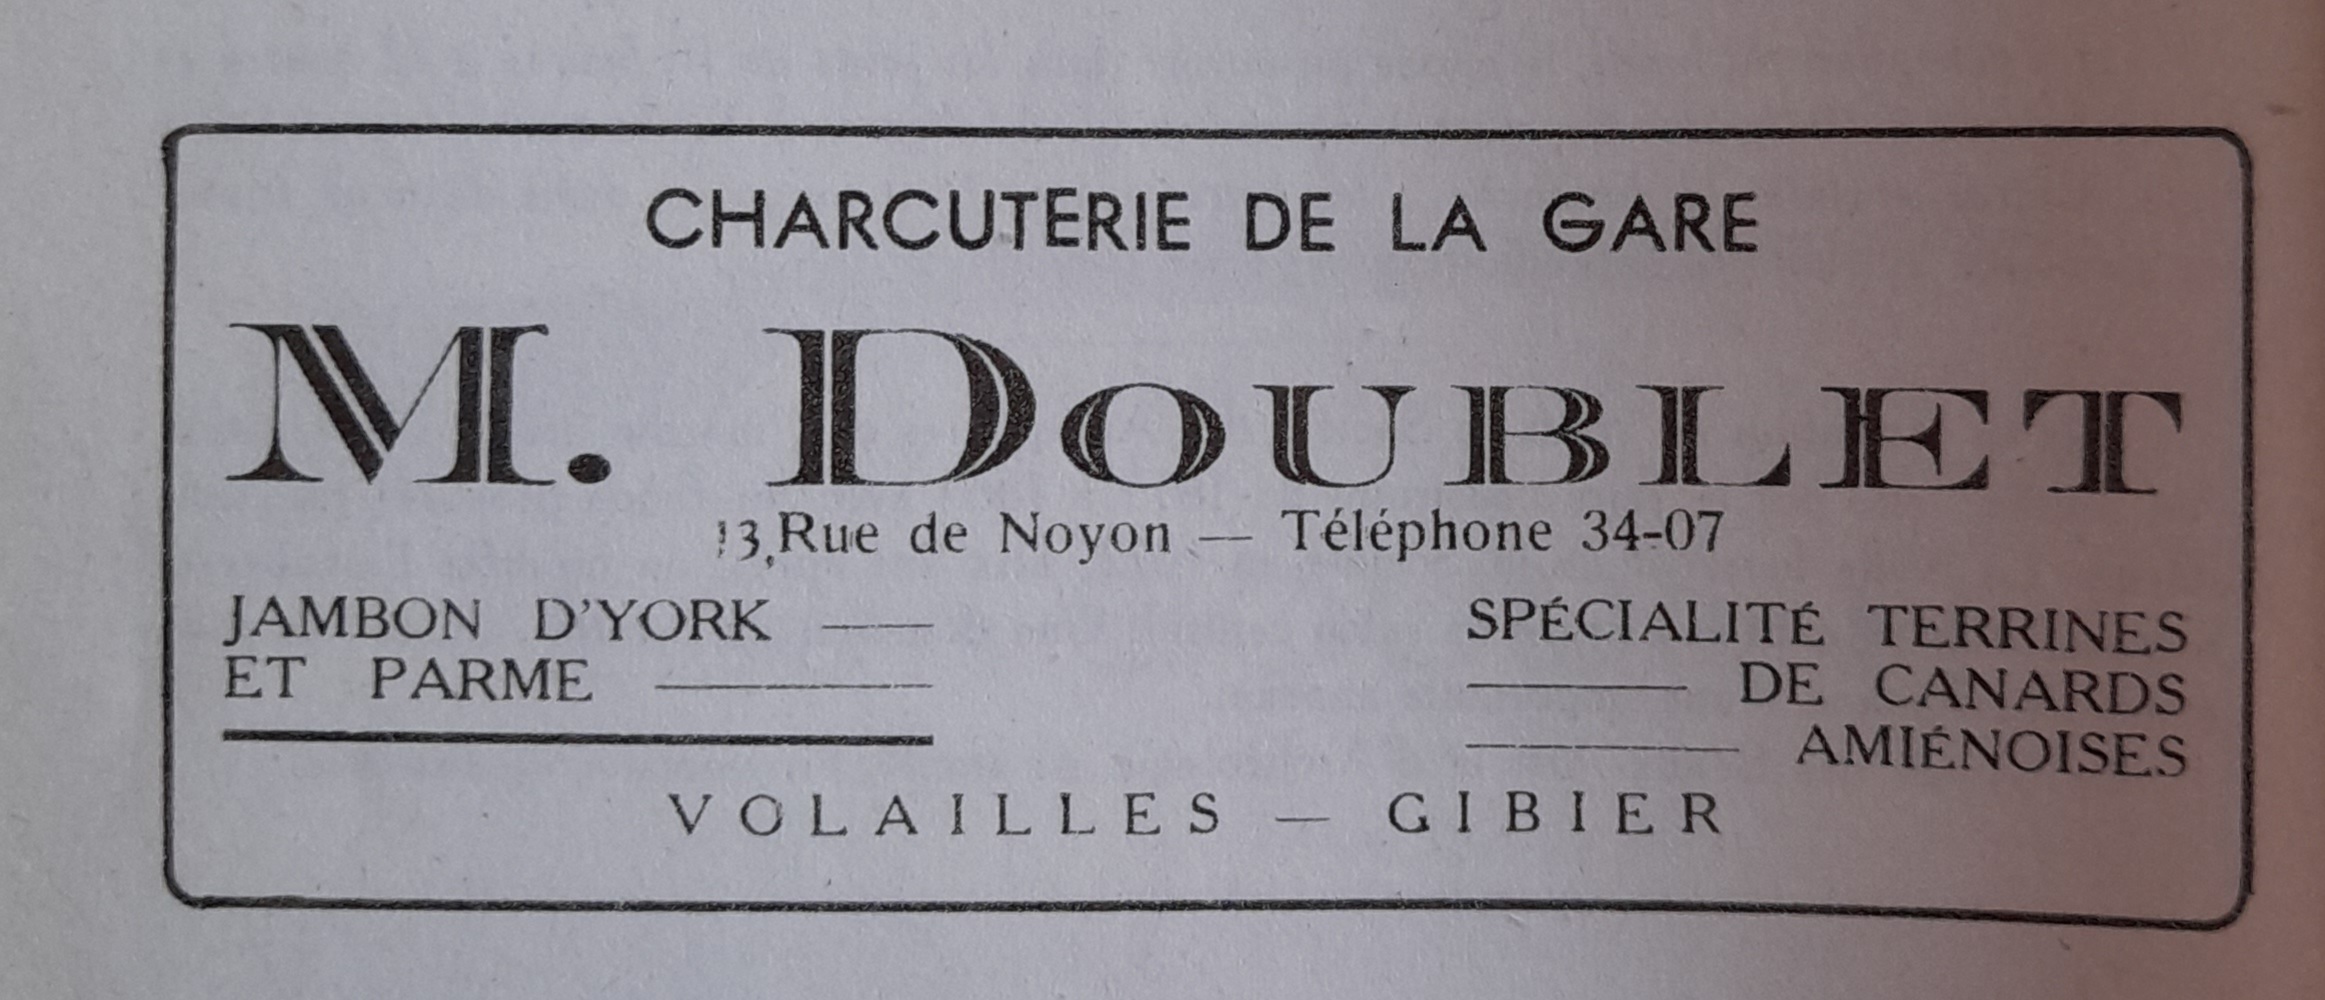 CHARCUTERIE DE LA GARE
M. DOUBLET
13, Rue de Noyon — Téléphone 34-07
JAMBON D'YORK
ET PARME
SPÉCIALITÉ TERRINES
DE CANARDS
AMIÉNOISES
VOLAILLES — GIBIER